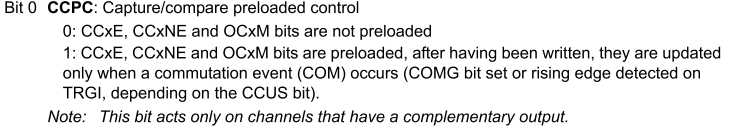 Bit 0 CCPC: Capture/compare preloaded control
0: CCxE, CCxNE and OCxM bits are not preloaded
1: CCxE, CCxNE and OCxM bits are preloaded, after having been written, they are updated
only when a commutation event (COM) occurs (COMG bit set or rising edge detected on
TRGI, depending on the CCUS bit).
Note: This bit acts only on channels that have a complementary output.